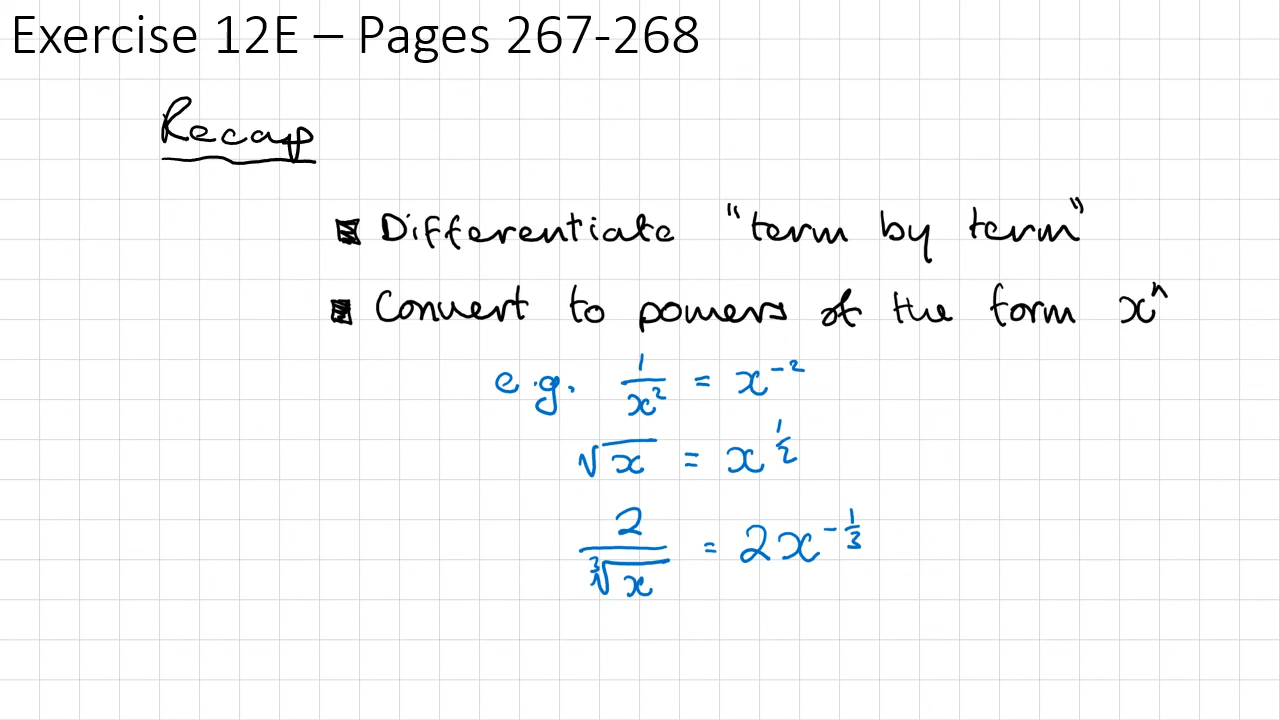 Exercise 12E – Pages 267-268
Recap
Differentiate "term by term"
Convert to powers of the form xⁿ
e.g. 1/x² = x⁻²
√x = x^(1/2)
2/∛x = 2x^(-1/3)